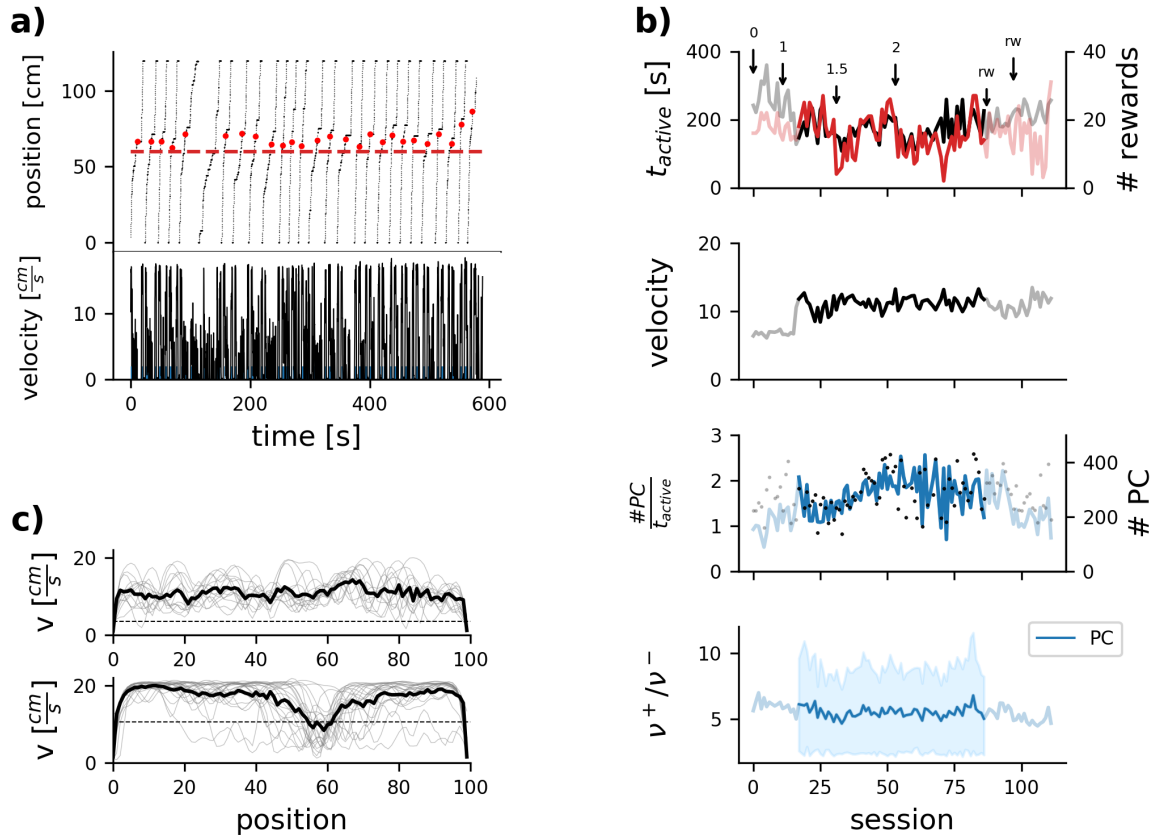 a)
position [cm]
100
50
0
velocity [cm/s]
10
0
0
200
400
600
time [s]
b)
0
1
1.5
2
rw
rw
t_active [s]
400
200
0
40
20
0
# rewards
velocity
20
10
0
#PC/t_active
3
2
1
0
400
200
0
# PC
ν⁺/ν⁻
10
5
PC
0
25
50
75
100
session
c)
v [cm/s]
20
0
0
20
40
60
80
100
v [cm/s]
20
0
0
20
40
60
80
100
position